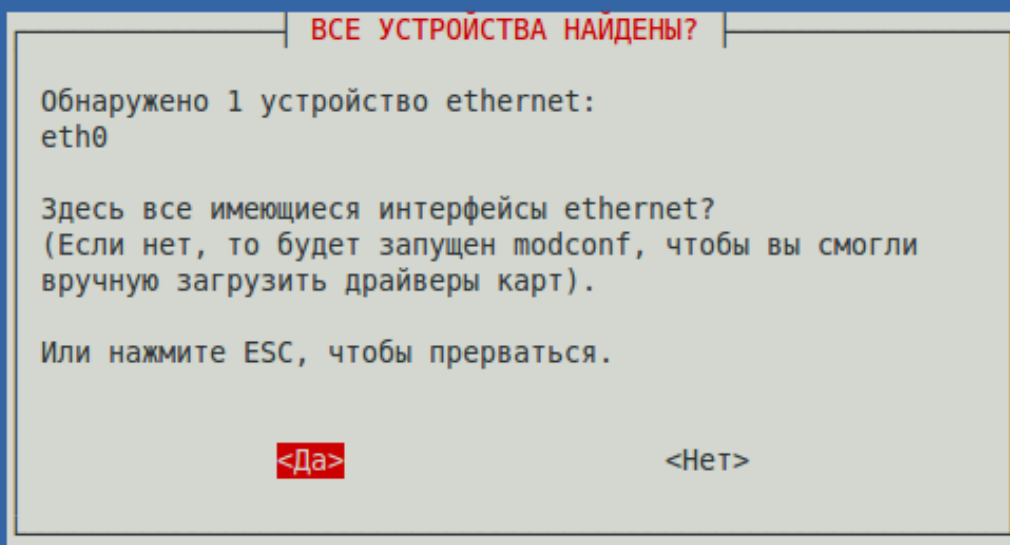 ВСЕ УСТРОЙСТВА НАЙДЕНЫ?
Обнаружено 1 устройство ethernet:
eth0
Здесь все имеющиеся интерфейсы ethernet?
(Если нет, то будет запущен modconf, чтобы вы смогли
вручную загрузить драйверы карт).
Или нажмите ESC, чтобы прерваться.
<Да> <Нет>